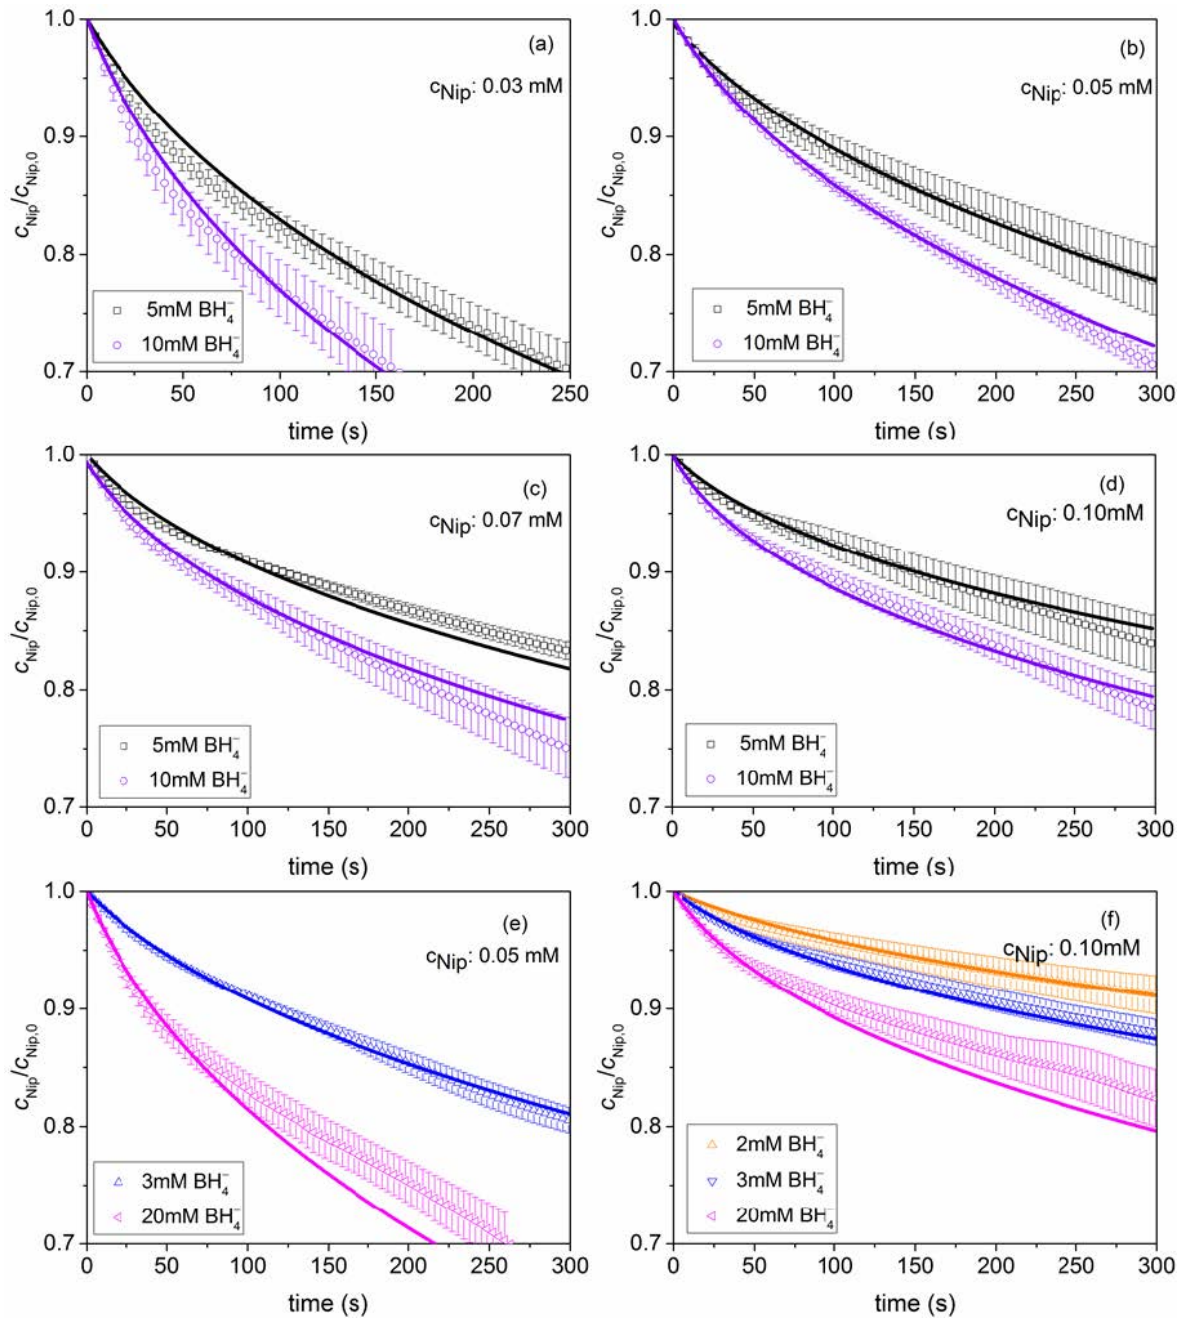 1.0
(a)
cNip: 0.03 mM
0.9
cNip/cNip,0
0.8
5mM BH4−
10mM BH4−
0.7
0 50 100 150 200 250
time (s)
1.0
(b)
cNip: 0.05 mM
0.9
cNip/cNip,0
0.8
5mM BH4−
10mM BH4−
0.7
0 50 100 150 200 250 300
time (s)
1.0
(c)
cNip: 0.07 mM
0.9
cNip/cNip,0
0.8
5mM BH4−
10mM BH4−
0.7
0 50 100 150 200 250 300
time (s)
1.0
(d)
cNip: 0.10mM
0.9
cNip/cNip,0
0.8
5mM BH4−
10mM BH4−
0.7
0 50 100 150 200 250 300
time (s)
1.0
(e)
cNip: 0.05 mM
0.9
cNip/cNip,0
0.8
3mM BH4−
20mM BH4−
0.7
0 50 100 150 200 250 300
time (s)
1.0
(f)
cNip: 0.10mM
0.9
cNip/cNip,0
0.8
2mM BH4−
3mM BH4−
20mM BH4−
0.7
0 50 100 150 200 250 300
time (s)